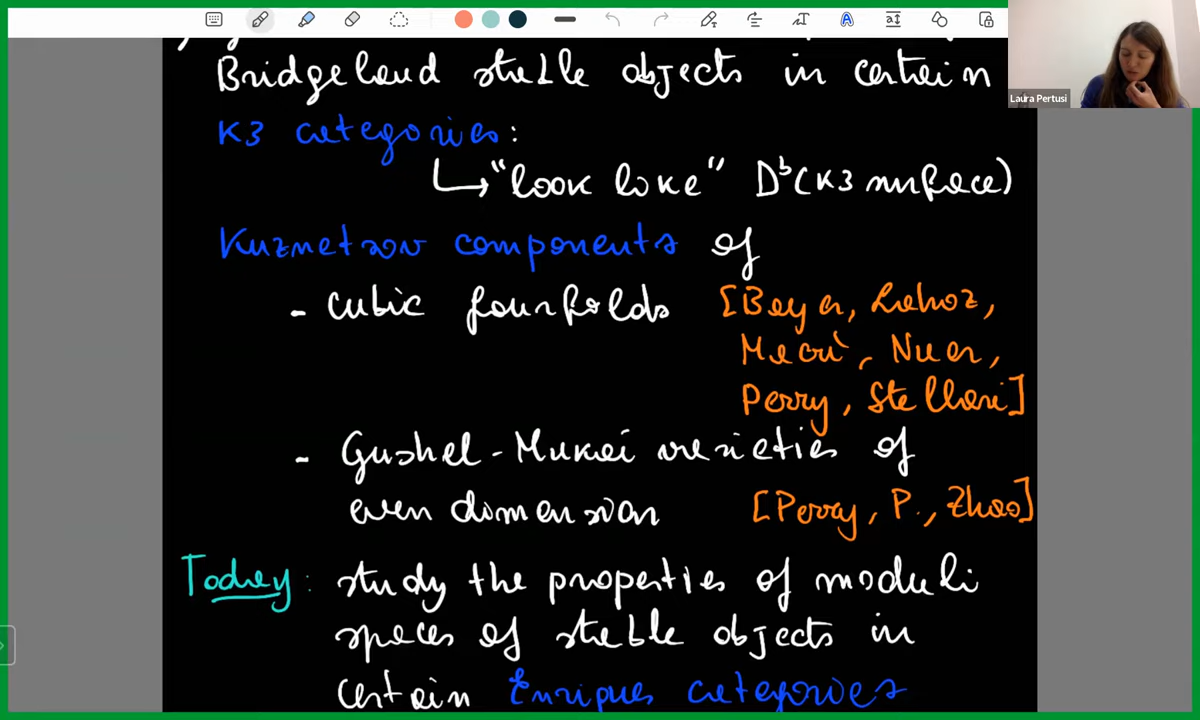 Bridgeland stable objects in certain
Laura Pertusi
K3 categories:
"look like" Dᵇ(K3 surface)
Kuznetsov components of
- cubic fourfolds [Bayer, Lahoz,
Macrì, Nuer,
Perry, Stellari]
- Gushel-Mukai varieties of
even dimension [Perry, P., Zhao]
Today: study the properties of moduli
spaces of stable objects in
certain Enriques categories